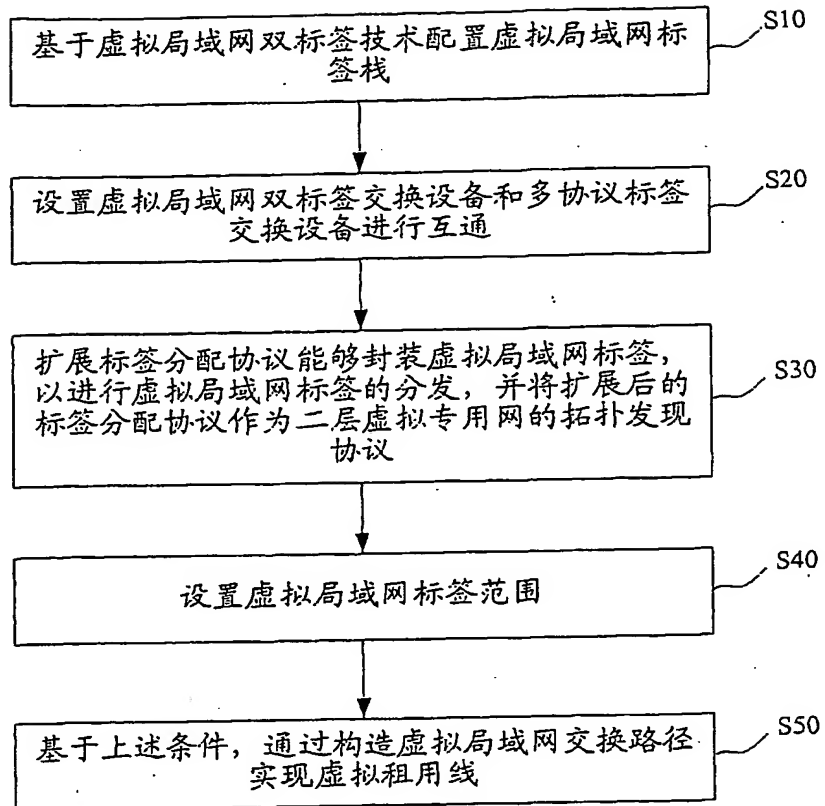 基于虚拟局域网双标签技术配置虚拟局域网标
签栈
S10
设置虚拟局域网双标签交换设备和多协议标签
交换设备进行互通
S20
扩展标签分配协议能够封装虚拟局域网标签，
以进行虚拟局域网标签的分发，并将扩展后的
标签分配协议作为二层虚拟专用网的拓扑发现
协议
S30
设置虚拟局域网标签范围
S40
基于上述条件，通过构造虚拟局域网交换路径
实现虚拟租用线
S50